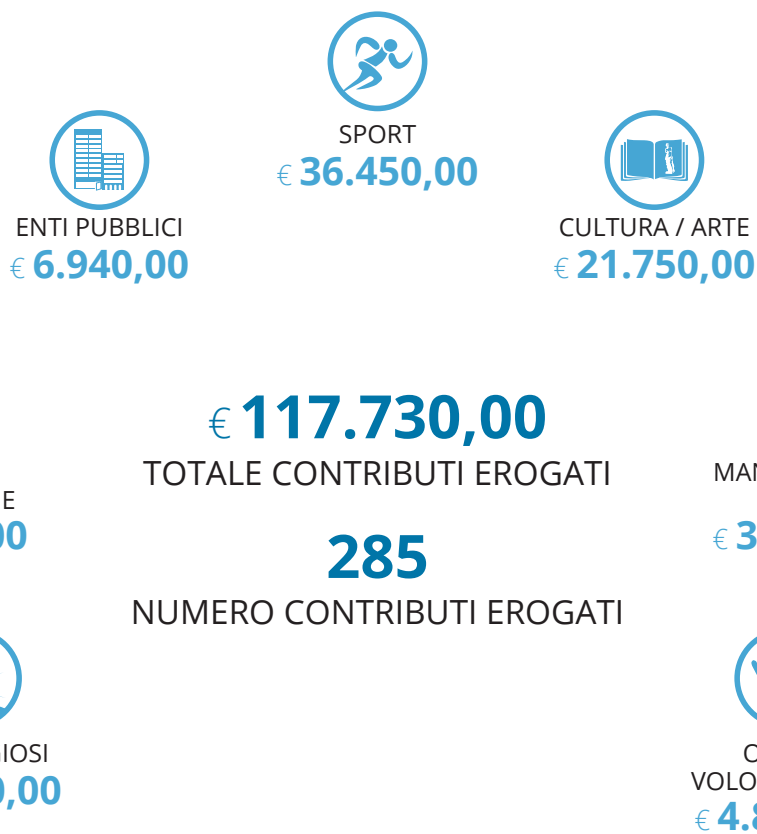 SPORT
€ 36.450,00
ENTI PUBBLICI
€ 6.940,00
CULTURA / ARTE
€ 21.750,00
€ 117.730,00
TOTALE CONTRIBUTI EROGATI
285
NUMERO CONTRIBUTI EROGATI